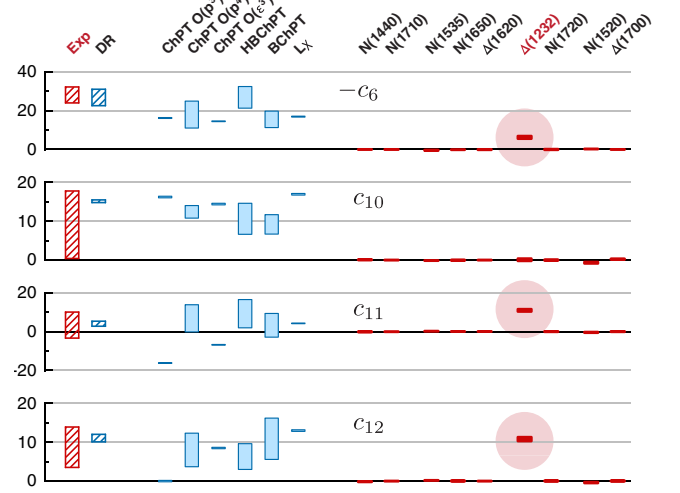 Exp DR ChPT O(p³) ChPT O(p⁴) ChPT O(ε³) HBChPT BChPT Lχ N(1440) N(1710) N(1535) N(1650) Δ(1620) Δ(1232) N(1720) N(1520) Δ(1700)
40
−c₆
20
0
20
c₁₀
10
0
20
c₁₁
0
-20
20
c₁₂
10
0